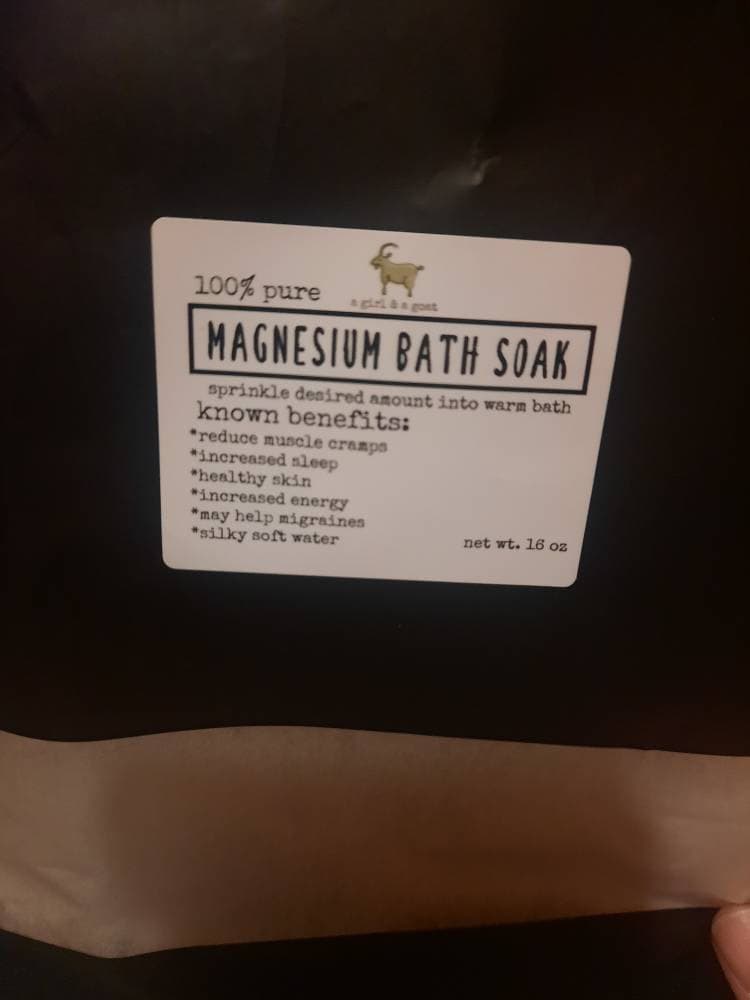 100% pure
a girl & a goat
MAGNESIUM BATH SOAK
sprinkle desired amount into warm bath
known benefits:
*reduce muscle cramps
*increased sleep
*healthy skin
*increased energy
*may help migraines
*silky soft water
net wt. 16 oz